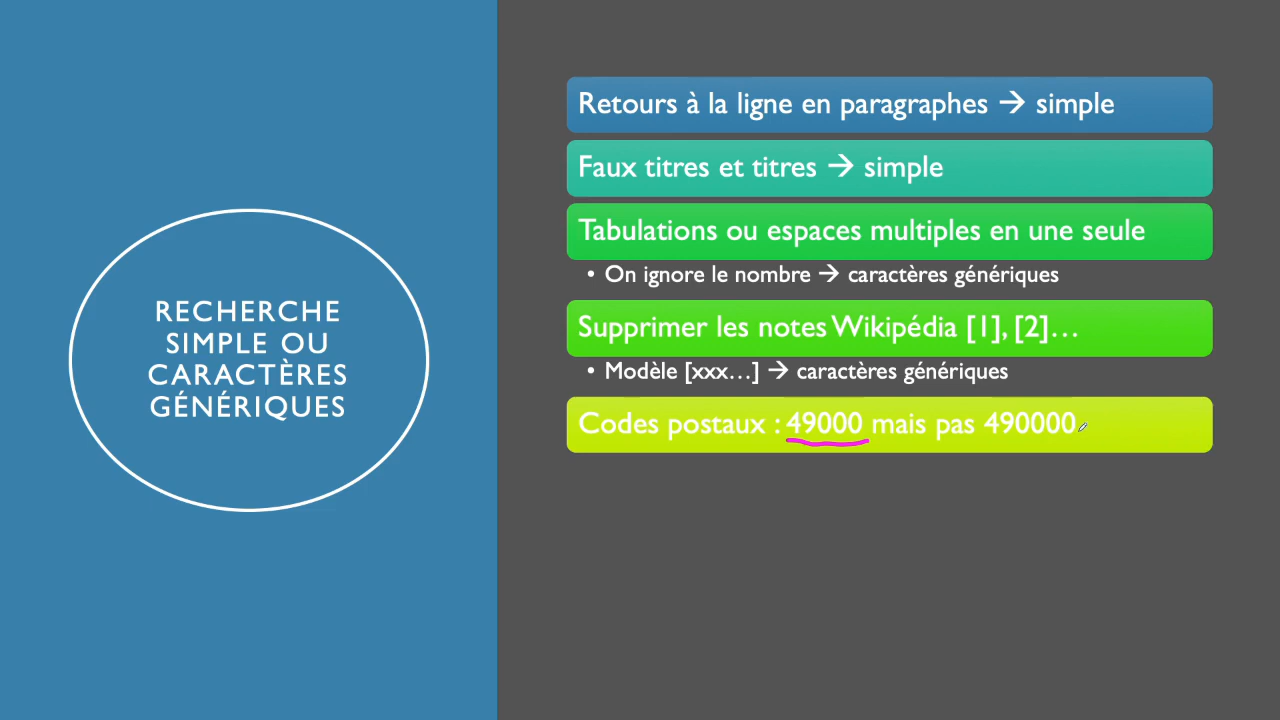 RECHERCHE
SIMPLE OU
CARACTÈRES
GÉNÉRIQUES
Retours à la ligne en paragraphes → simple
Faux titres et titres → simple
Tabulations ou espaces multiples en une seule
• On ignore le nombre → caractères génériques
Supprimer les notes Wikipédia [1], [2]…
• Modèle [xxx…] → caractères génériques
Codes postaux : 49000 mais pas 490000